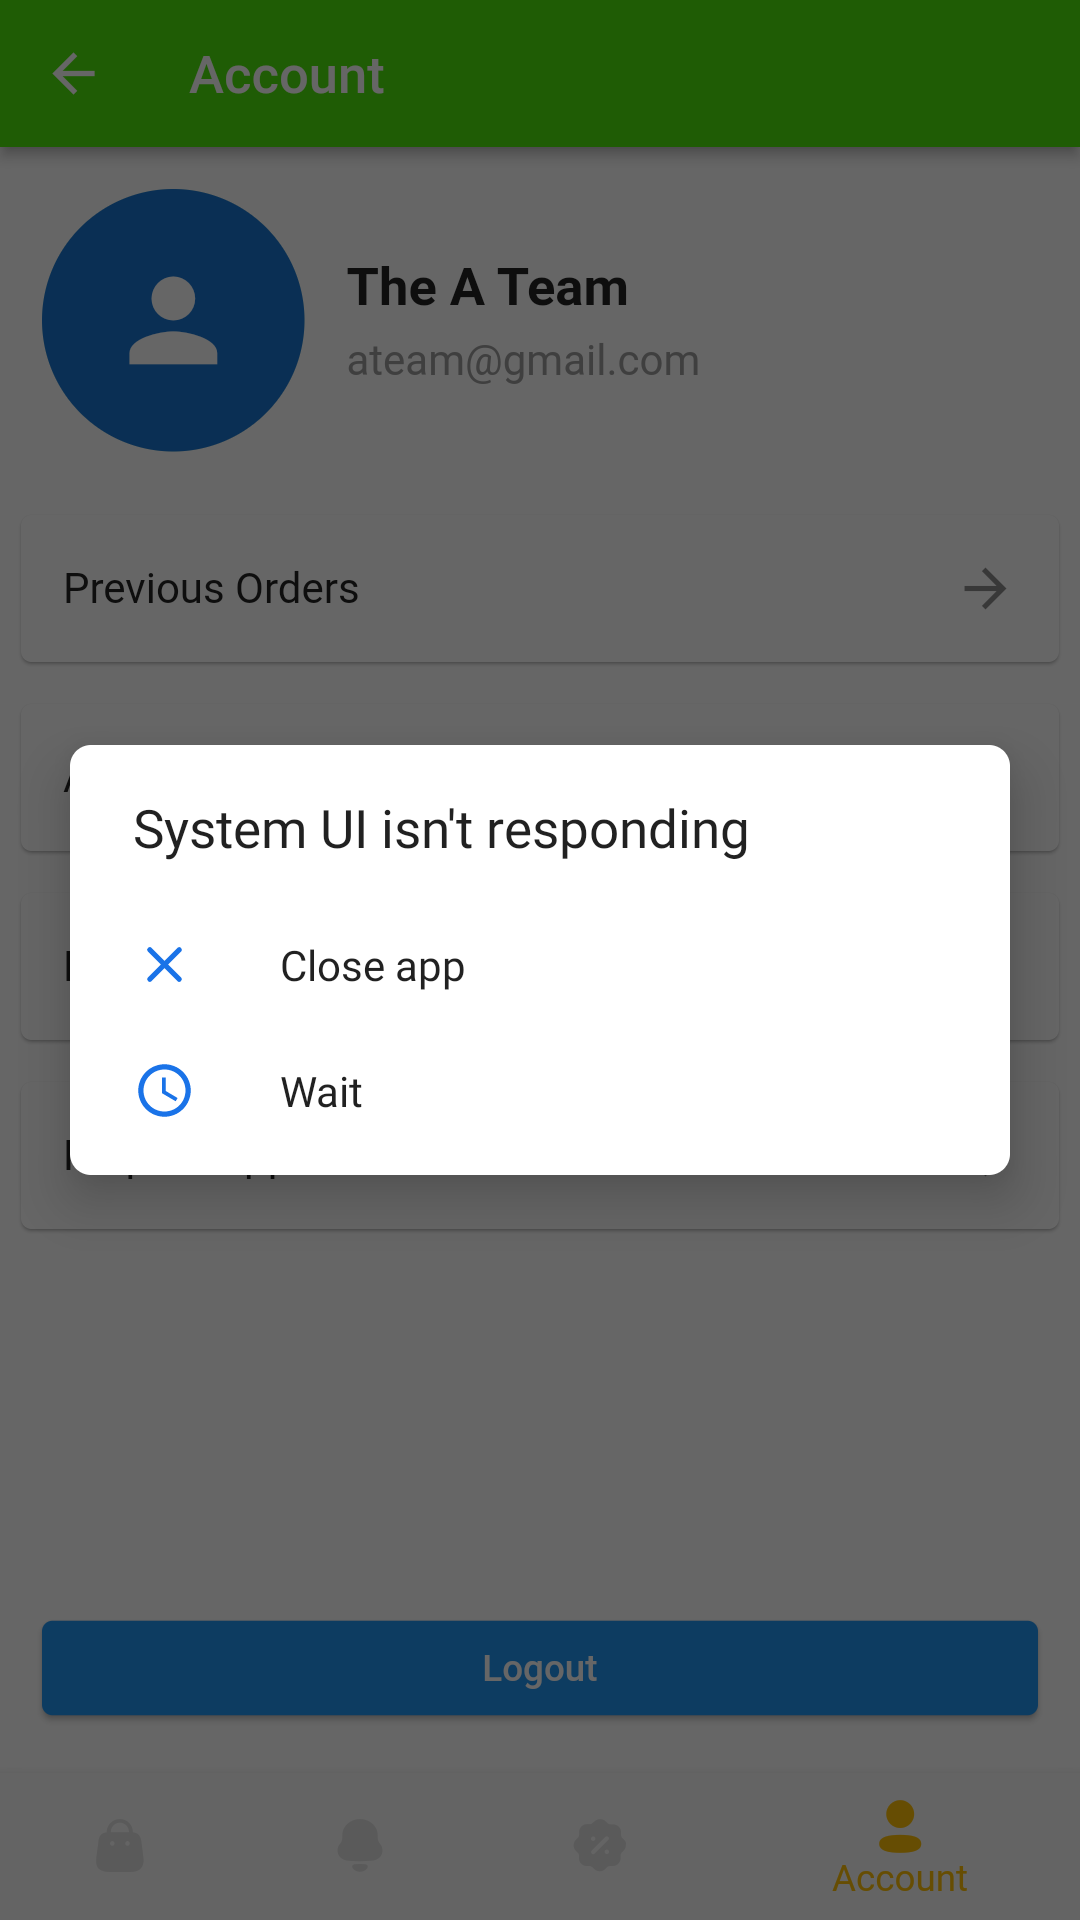 Account
The A Team
ateam@gmail.com
Previous Orders
System UI isn't responding
Close app
Wait
Logout
Account